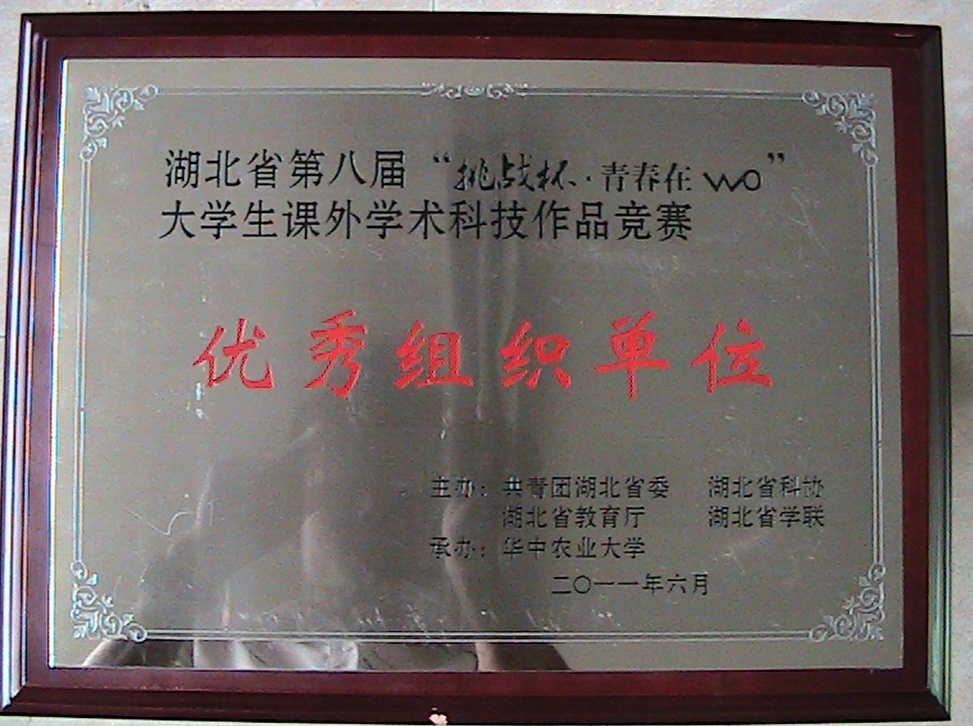 湖北省第八届“挑战杯·青春在WO”
大学生课外学术科技作品竞赛
优秀组织单位
主办：共青团湖北省委 湖北省科协
湖北省教育厅 湖北省学联
承办：华中农业大学
二〇一一年六月